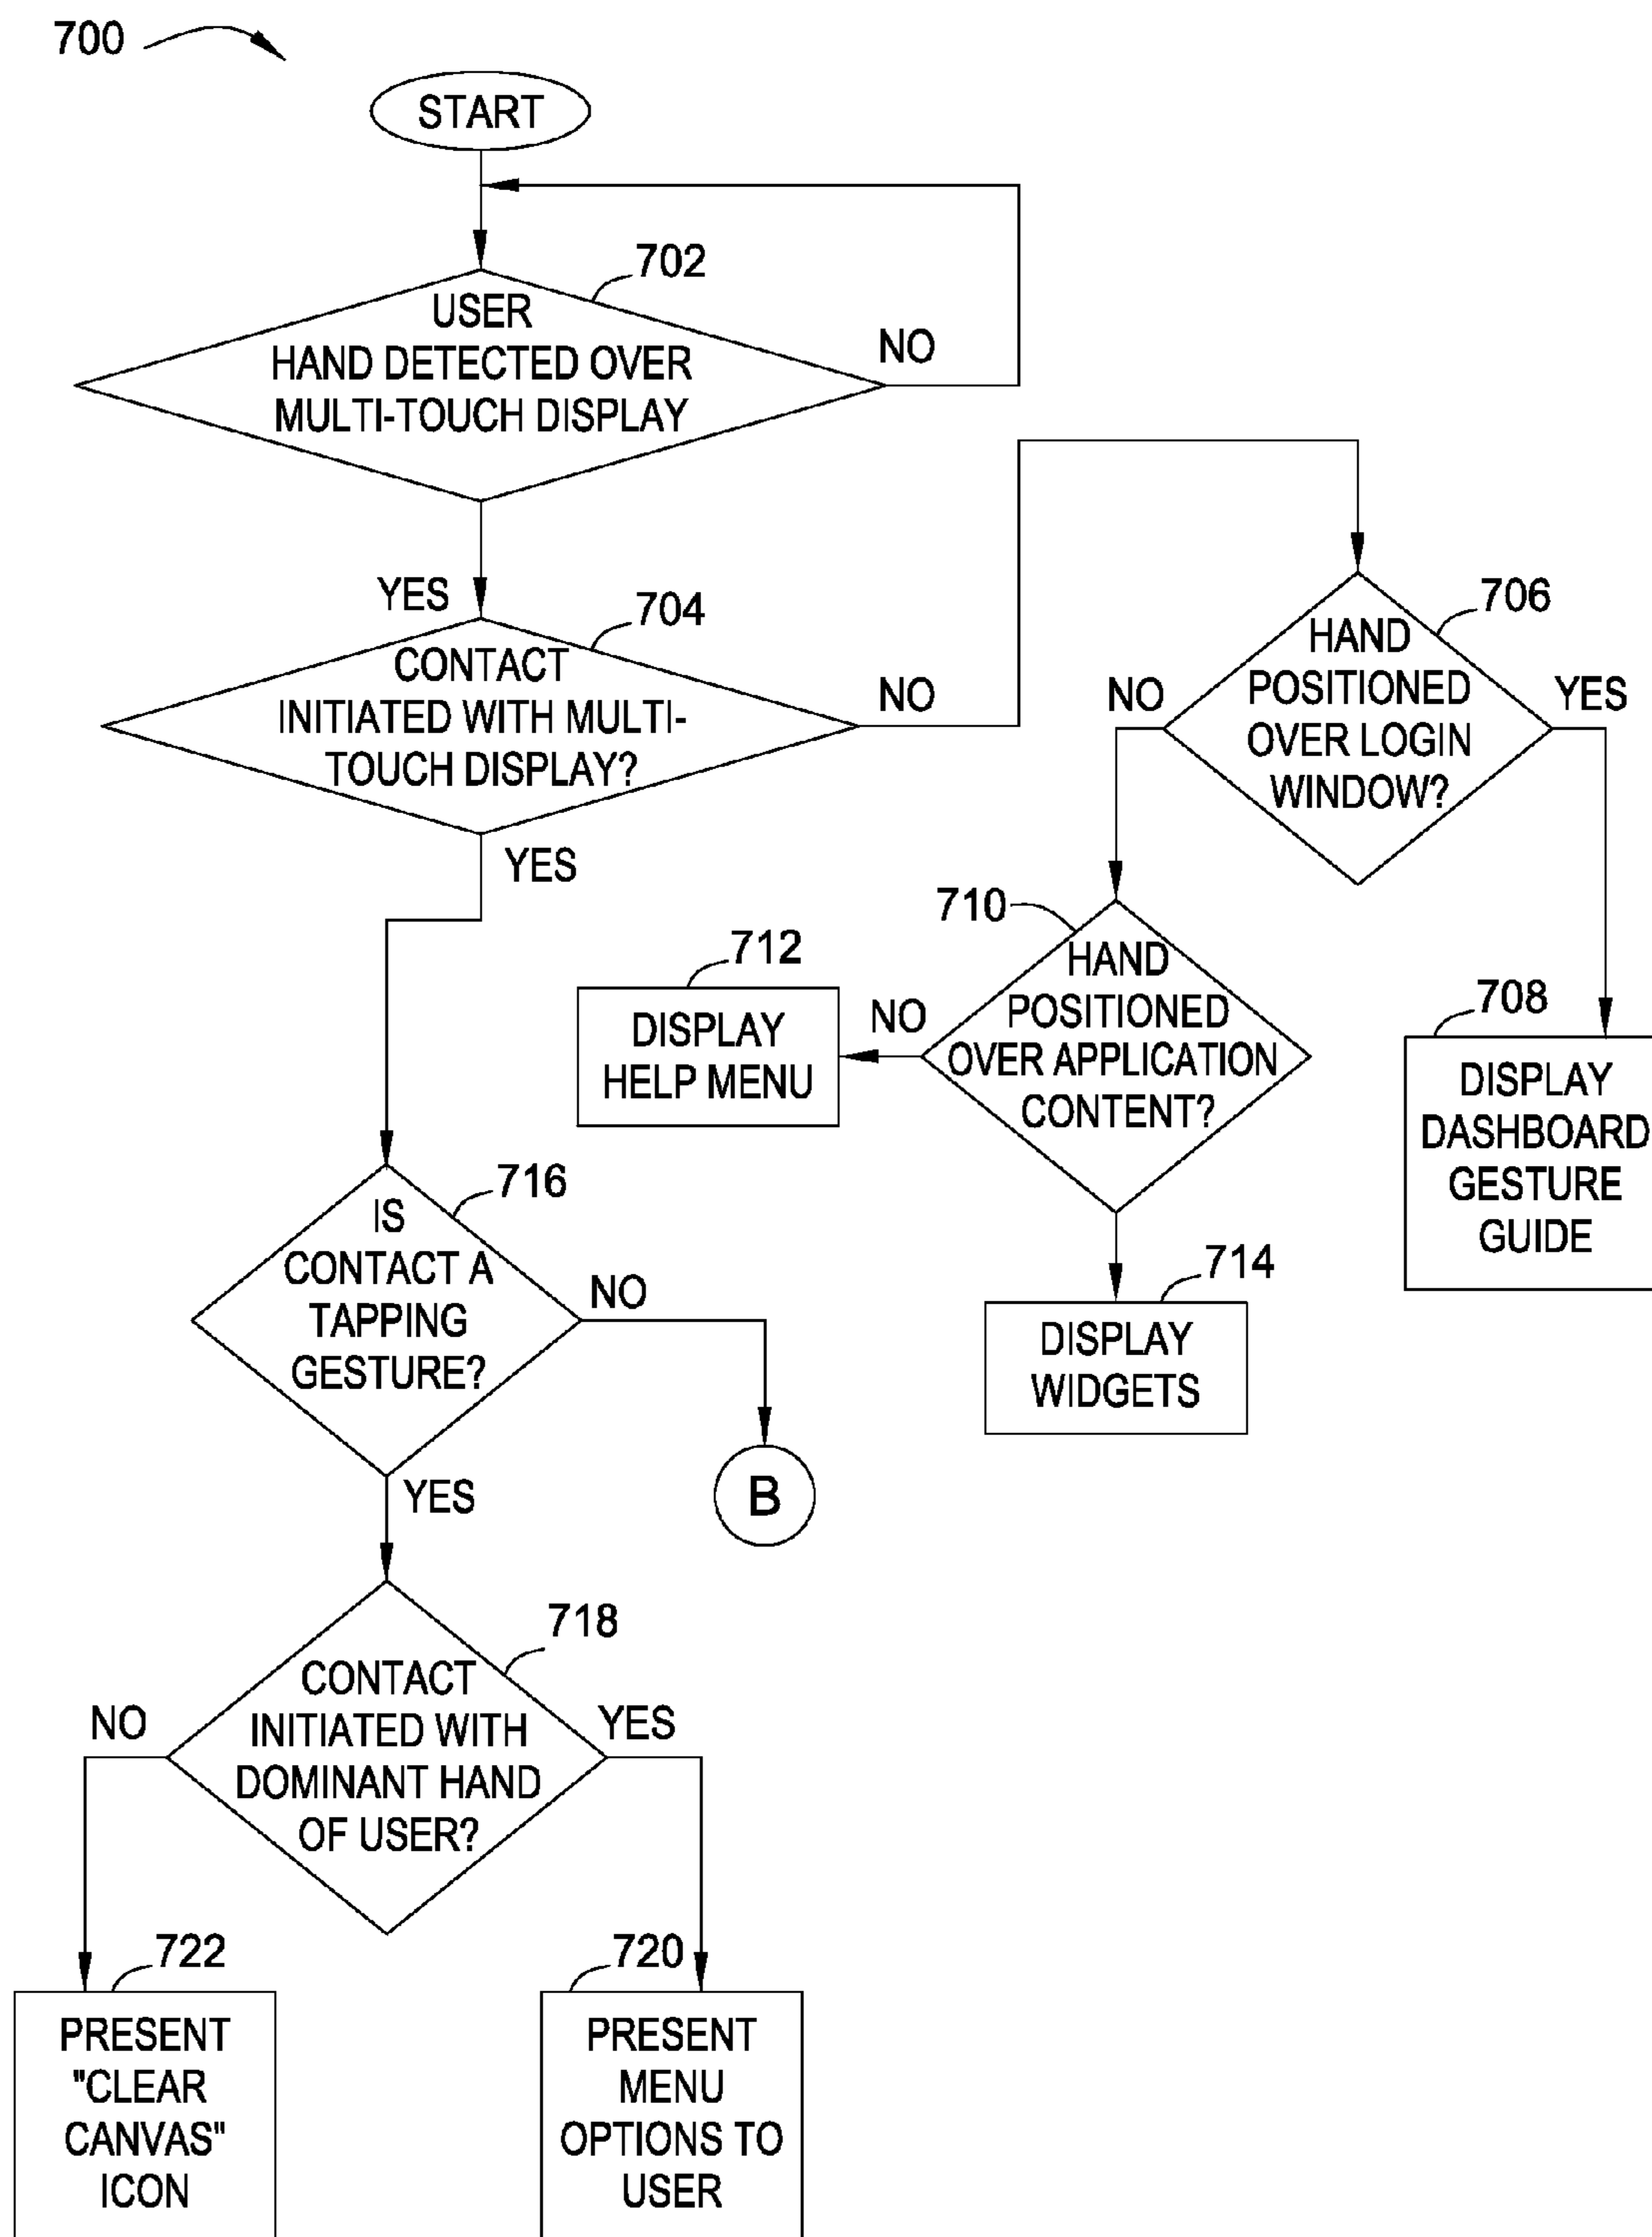 700
START
702
USER
HAND DETECTED OVER
MULTI-TOUCH DISPLAY
NO
YES
704
CONTACT
INITIATED WITH MULTI-
TOUCH DISPLAY?
NO
YES
706
HAND
POSITIONED
OVER LOGIN
WINDOW?
NO
YES
710
HAND
POSITIONED
OVER APPLICATION
CONTENT?
NO
712
DISPLAY
HELP MENU
708
DISPLAY
DASHBOARD
GESTURE
GUIDE
714
DISPLAY
WIDGETS
716
IS
CONTACT A
TAPPING
GESTURE?
NO
B
YES
718
CONTACT
INITIATED WITH
DOMINANT HAND
OF USER?
NO
YES
722
PRESENT
"CLEAR
CANVAS"
ICON
720
PRESENT
MENU
OPTIONS TO
USER